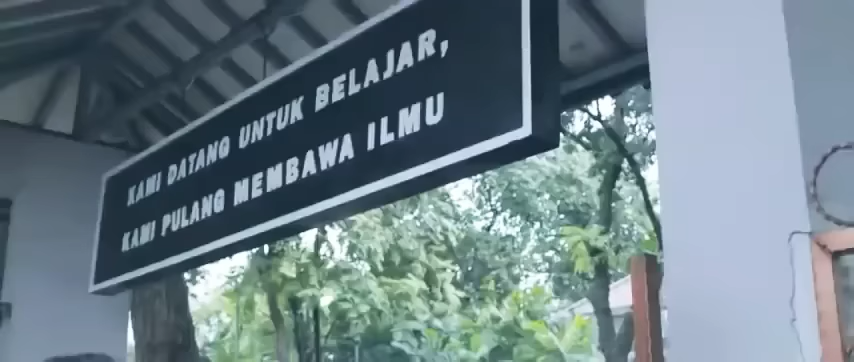 KAMI DATANG UNTUK BELAJAR,
KAMI PULANG MEMBAWA ILMU